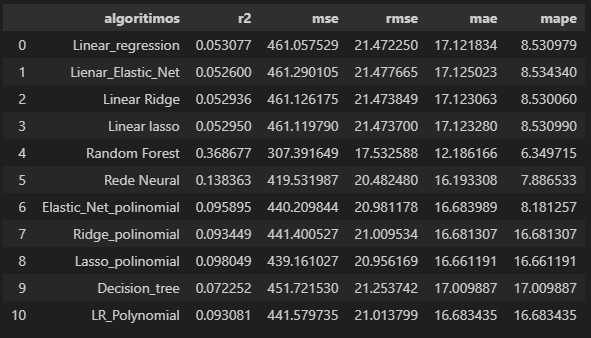 algoritimos r2 mse rmse mae mape
0 Linear_regression 0.053077 461.057529 21.472250 17.121834 8.530979
1 Lienar_Elastic_Net 0.052600 461.290105 21.477665 17.125023 8.534340
2 Linear Ridge 0.052936 461.126175 21.473849 17.123063 8.530060
3 Linear lasso 0.052950 461.119790 21.473700 17.123280 8.530990
4 Random Forest 0.368677 307.391649 17.532588 12.186166 6.349715
5 Rede Neural 0.138363 419.531987 20.482480 16.193308 7.886533
6 Elastic_Net_polinomial 0.095895 440.209844 20.981178 16.683989 8.181257
7 Ridge_polinomial 0.093449 441.400527 21.009534 16.681307 16.681307
8 Lasso_polinomial 0.098049 439.161027 20.956169 16.661191 16.661191
9 Decision_tree 0.072252 451.721530 21.253742 17.009887 17.009887
10 LR_Polynomial 0.093081 441.579735 21.013799 16.683435 16.683435